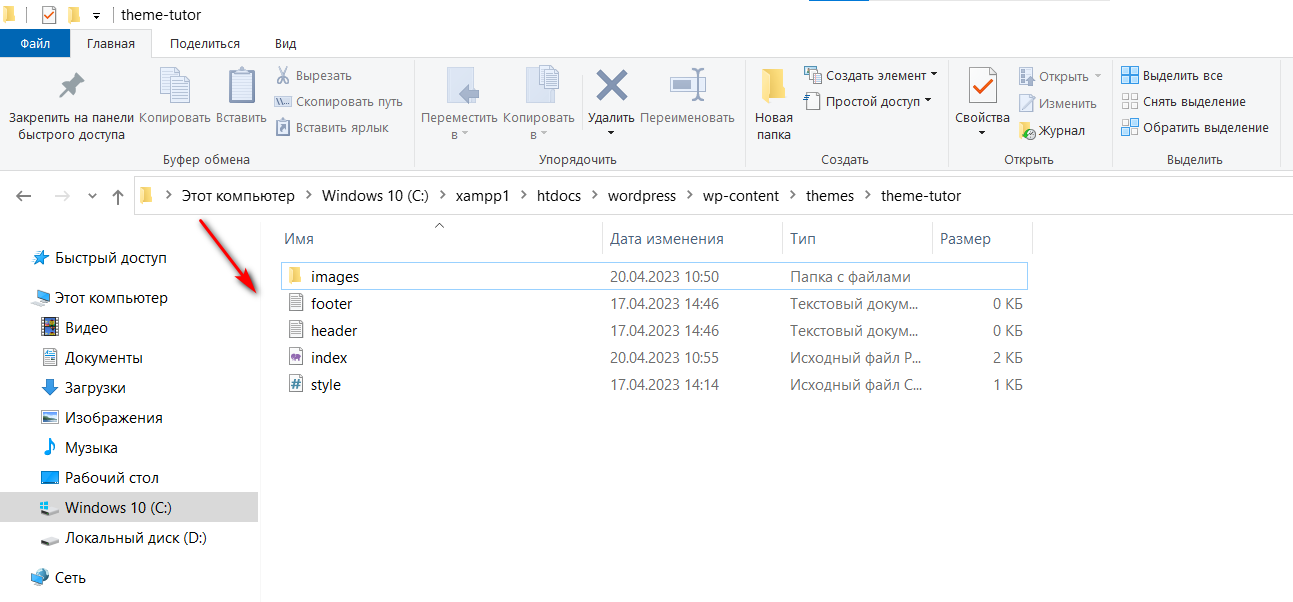 theme-tutor
Файл Главная Поделиться Вид
Закрепить на панели
быстрого доступа
Копировать
Вставить
Вырезать
Скопировать путь
Вставить ярлык
Буфер обмена
Переместить
в
Копировать
в
Удалить
Переименовать
Упорядочить
Новая
папка
Создать элемент
Простой доступ
Создать
Свойства
Открыть
Изменить
Журнал
Открыть
Выделить все
Снять выделение
Обратить выделение
Выделить
Этот компьютер Windows 10 (C:) xampp1 htdocs wordpress wp-content themes theme-tutor
Быстрый доступ
Этот компьютер
Видео
Документы
Загрузки
Изображения
Музыка
Рабочий стол
Windows 10 (C:)
Локальный диск (D:)
Сеть
Имя Дата изменения Тип Размер
images 20.04.2023 10:50 Папка с файлами
footer 17.04.2023 14:46 Текстовый докум... 0 КБ
header 17.04.2023 14:46 Текстовый докум... 0 КБ
index 20.04.2023 10:55 Исходный файл P... 2 КБ
style 17.04.2023 14:14 Исходный файл C... 1 КБ